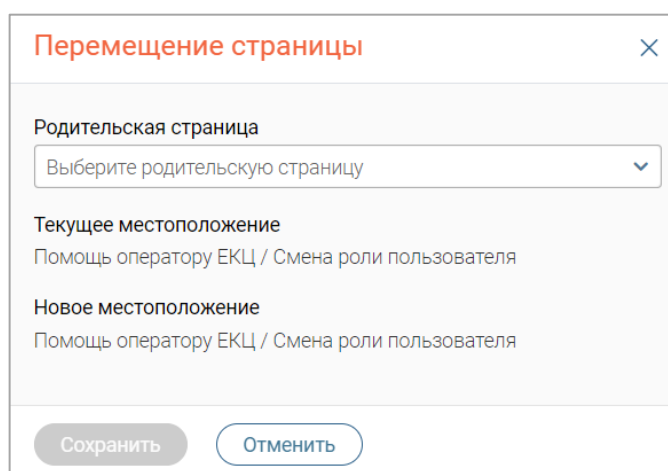 Перемещение страницы
Родительская страница
Выберите родительскую страницу
Текущее местоположение
Помощь оператору ЕКЦ / Смена роли пользователя
Новое местоположение
Помощь оператору ЕКЦ / Смена роли пользователя
Сохранить Отменить